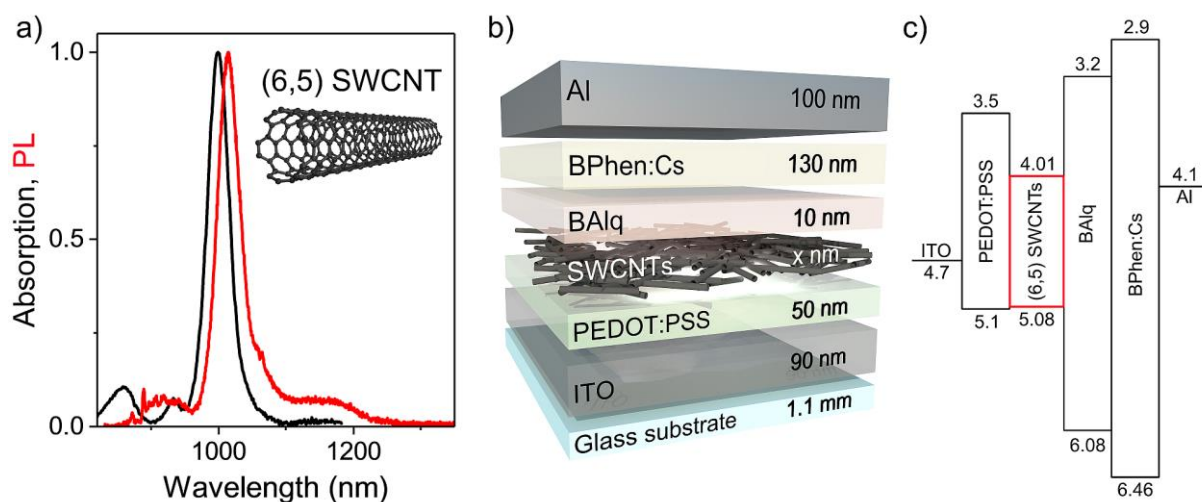 a)
Absorption, PL
1.0
0.5
0.0
1000
1200
Wavelength (nm)
(6,5) SWCNT
b)
Al 100 nm
BPhen:Cs 130 nm
BAlq 10 nm
SWCNTs x nm
PEDOT:PSS 50 nm
ITO 90 nm
Glass substrate 1.1 mm
c)
2.9
3.2
3.5
4.01
4.1
Al
ITO
4.7
PEDOT:PSS
(6,5) SWCNTs
BAlq
BPhen:Cs
5.1
5.08
6.08
6.46